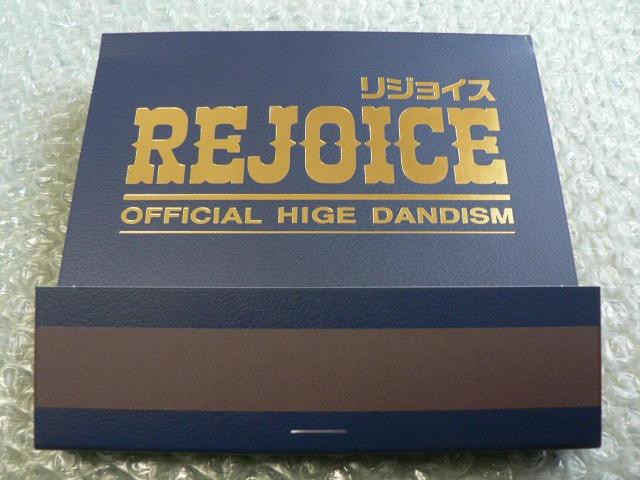 リジョイス
REJOICE
OFFICIAL HIGE DANDISM